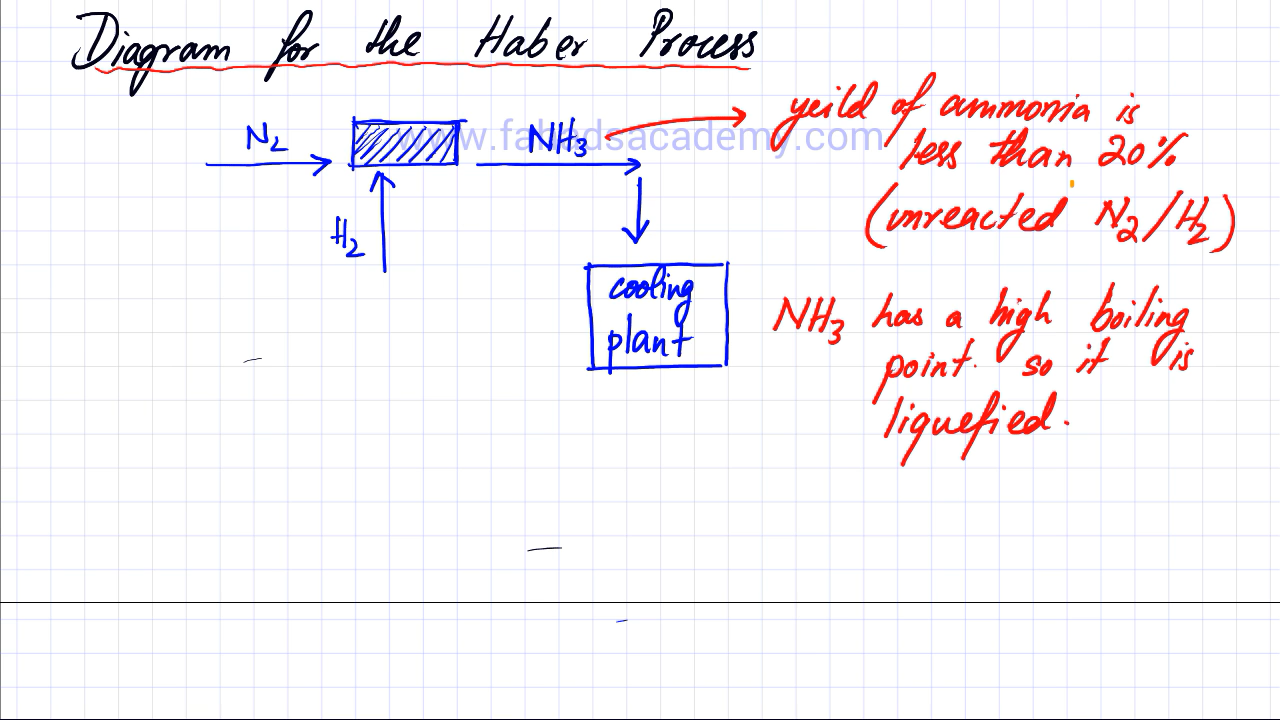 Diagram for the Haber Process
N2
NH3
H2
cooling
plant
yeild of ammonia is
less than 20%
(unreacted N2/H2)
NH3 has a high boiling
point. so it is
liquefied.
www.fahadsacademy.com